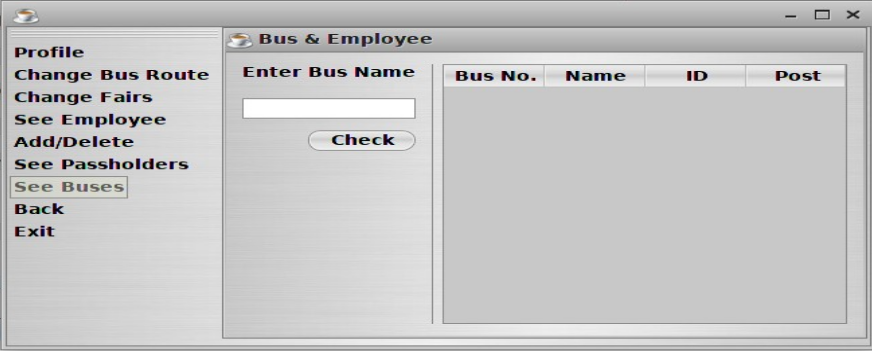 Profile
Change Bus Route
Change Fairs
See Employee
Add/Delete
See Passholders
See Buses
Back
Exit
Bus & Employee
Enter Bus Name
Check
Bus No. Name ID Post